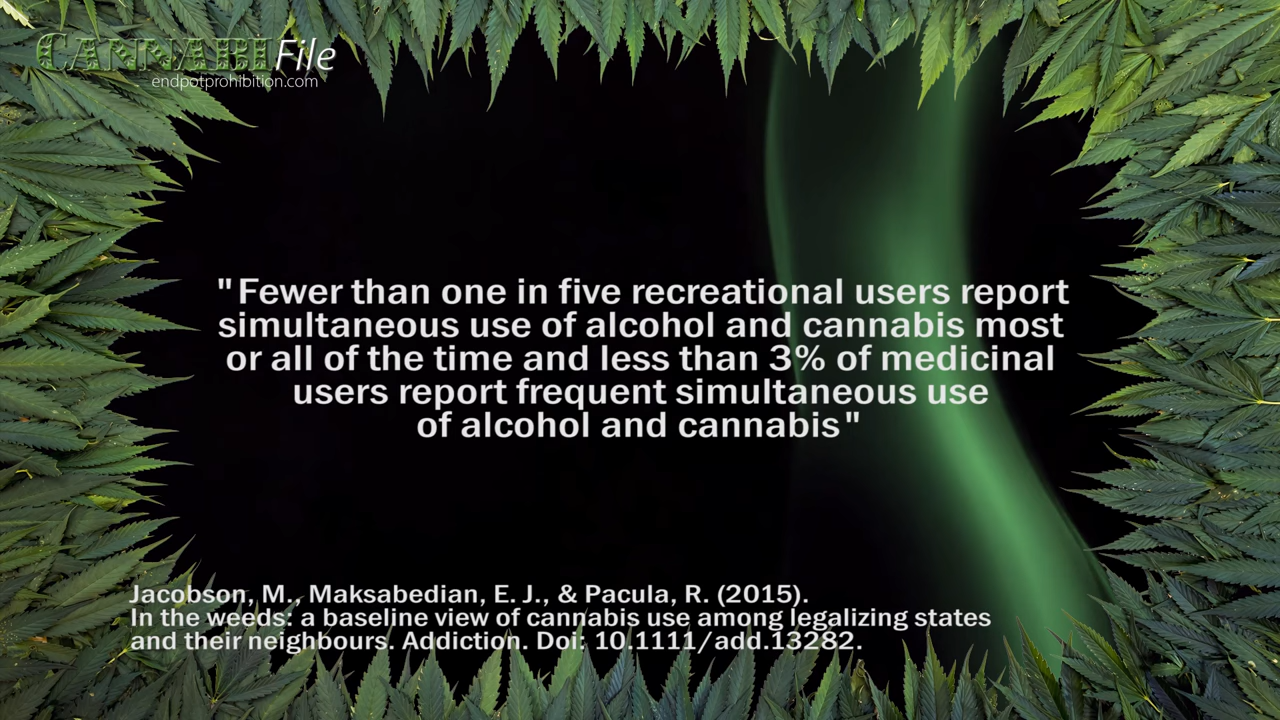 CANNABIFile
endpotprohibition.com
"Fewer than one in five recreational users report
simultaneous use of alcohol and cannabis most
or all of the time and less than 3% of medicinal
users report frequent simultaneous use
of alcohol and cannabis"
Jacobson, M., Maksabedian, E. J., & Pacula, R. (2015).
In the weeds: a baseline view of cannabis use among legalizing states
and their neighbours. Addiction. Doi: 10.1111/add.13282.